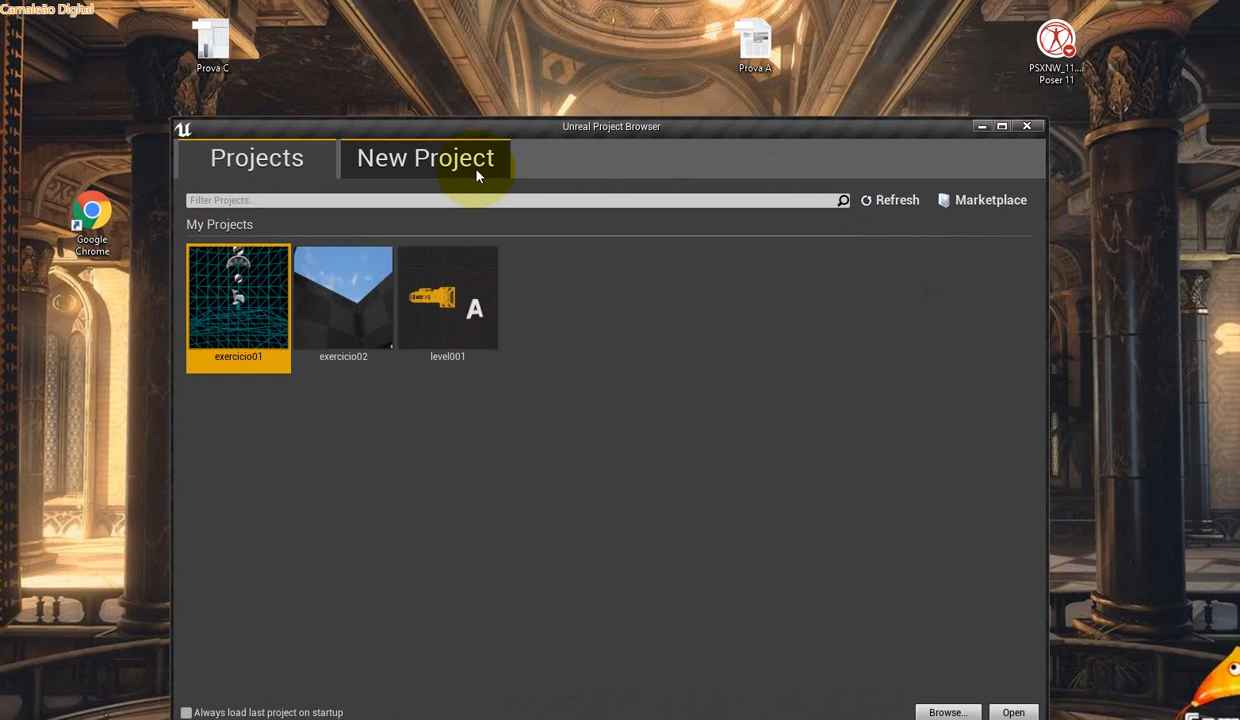 Camaleão Digital
Prova C
Prova A
PSXNW_11....
Poser 11
Unreal Project Browser
Projects
New Project
Filter Projects...
Refresh
Marketplace
Google
Chrome
My Projects
A
exercicio01
exercicio02
level001
Always load last project on startup
Browse...
Open